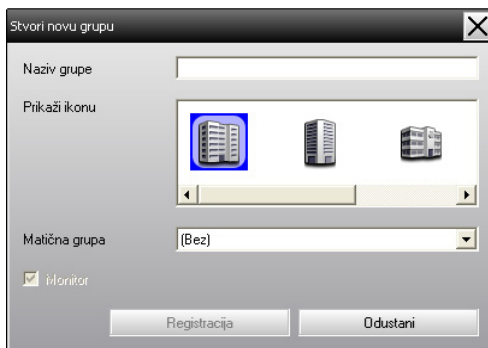 Stvori novu grupu
Naziv grupe
Prikaži ikonu
Matična grupa
(Bez)
Monitor
Registracija
Odustani